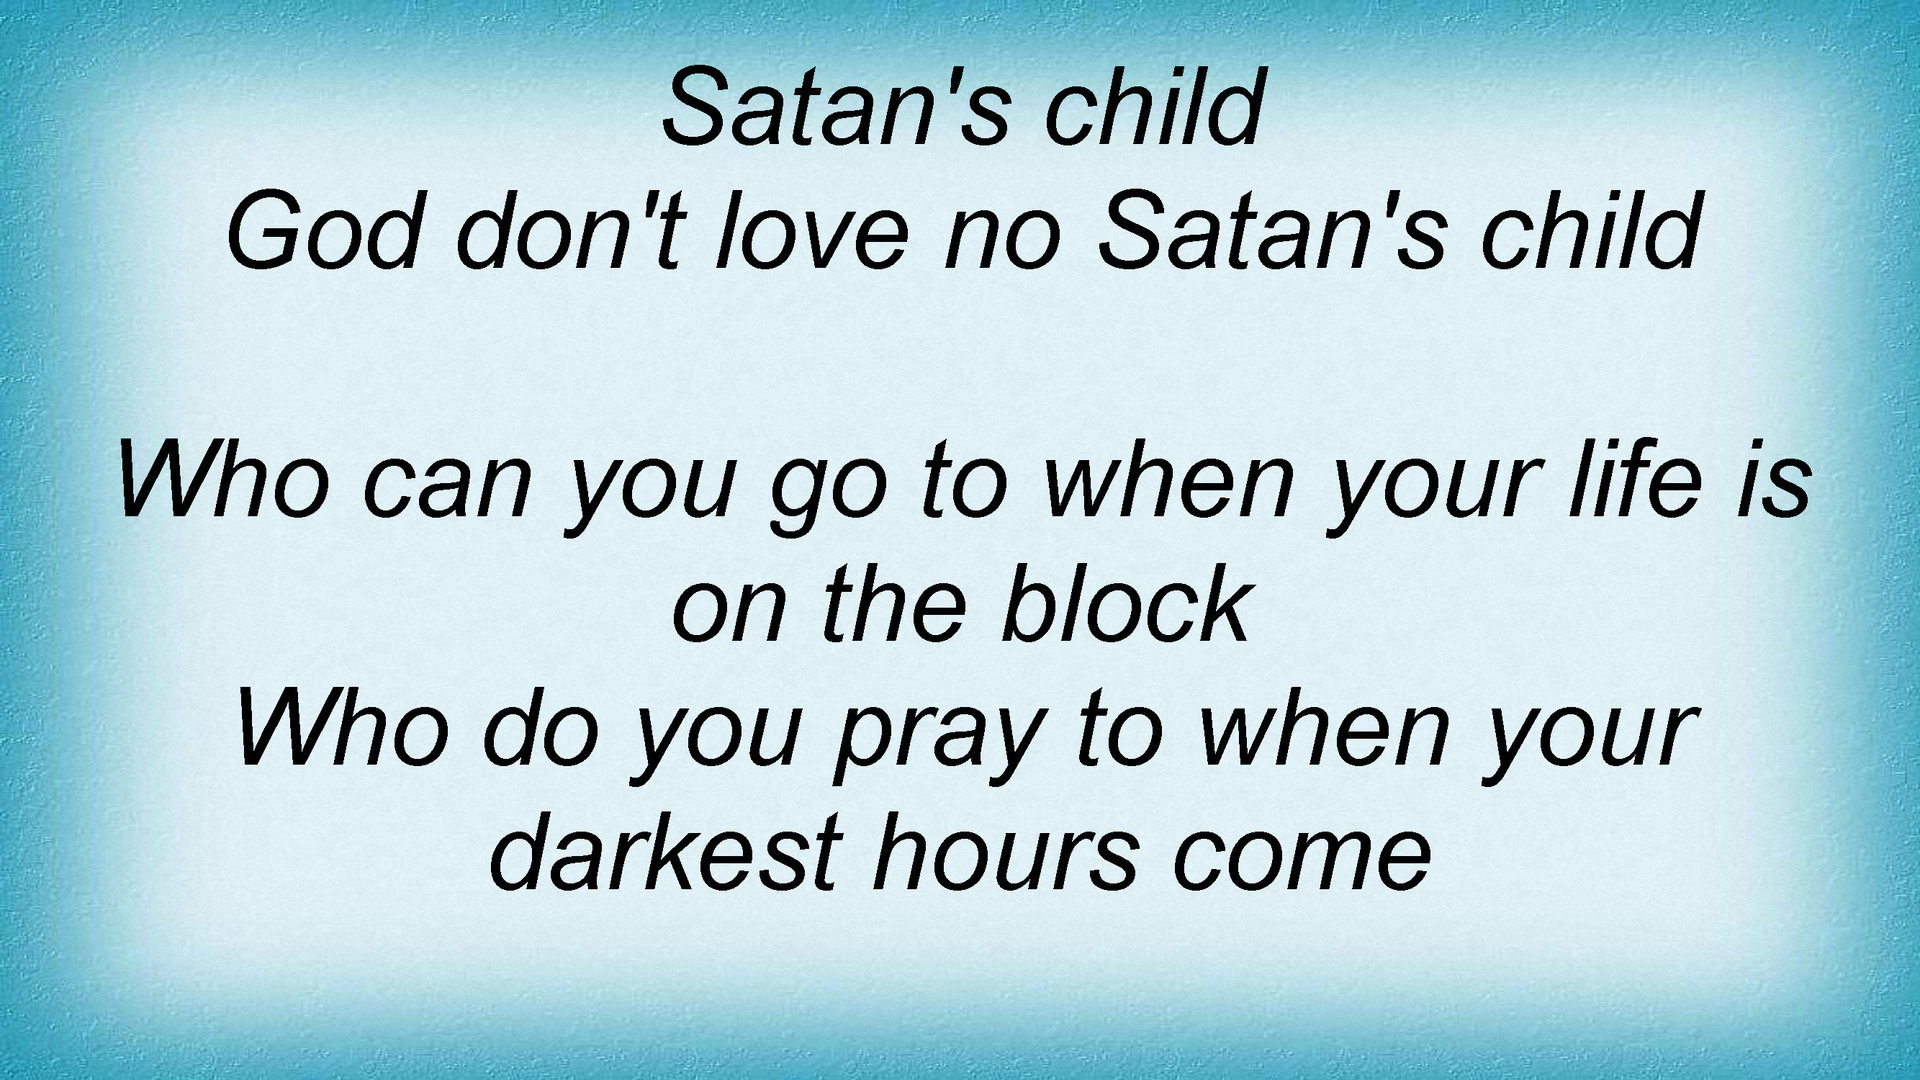 Satan's child
God don't love no Satan's child
Who can you go to when your life is
on the block
Who do you pray to when your
darkest hours come